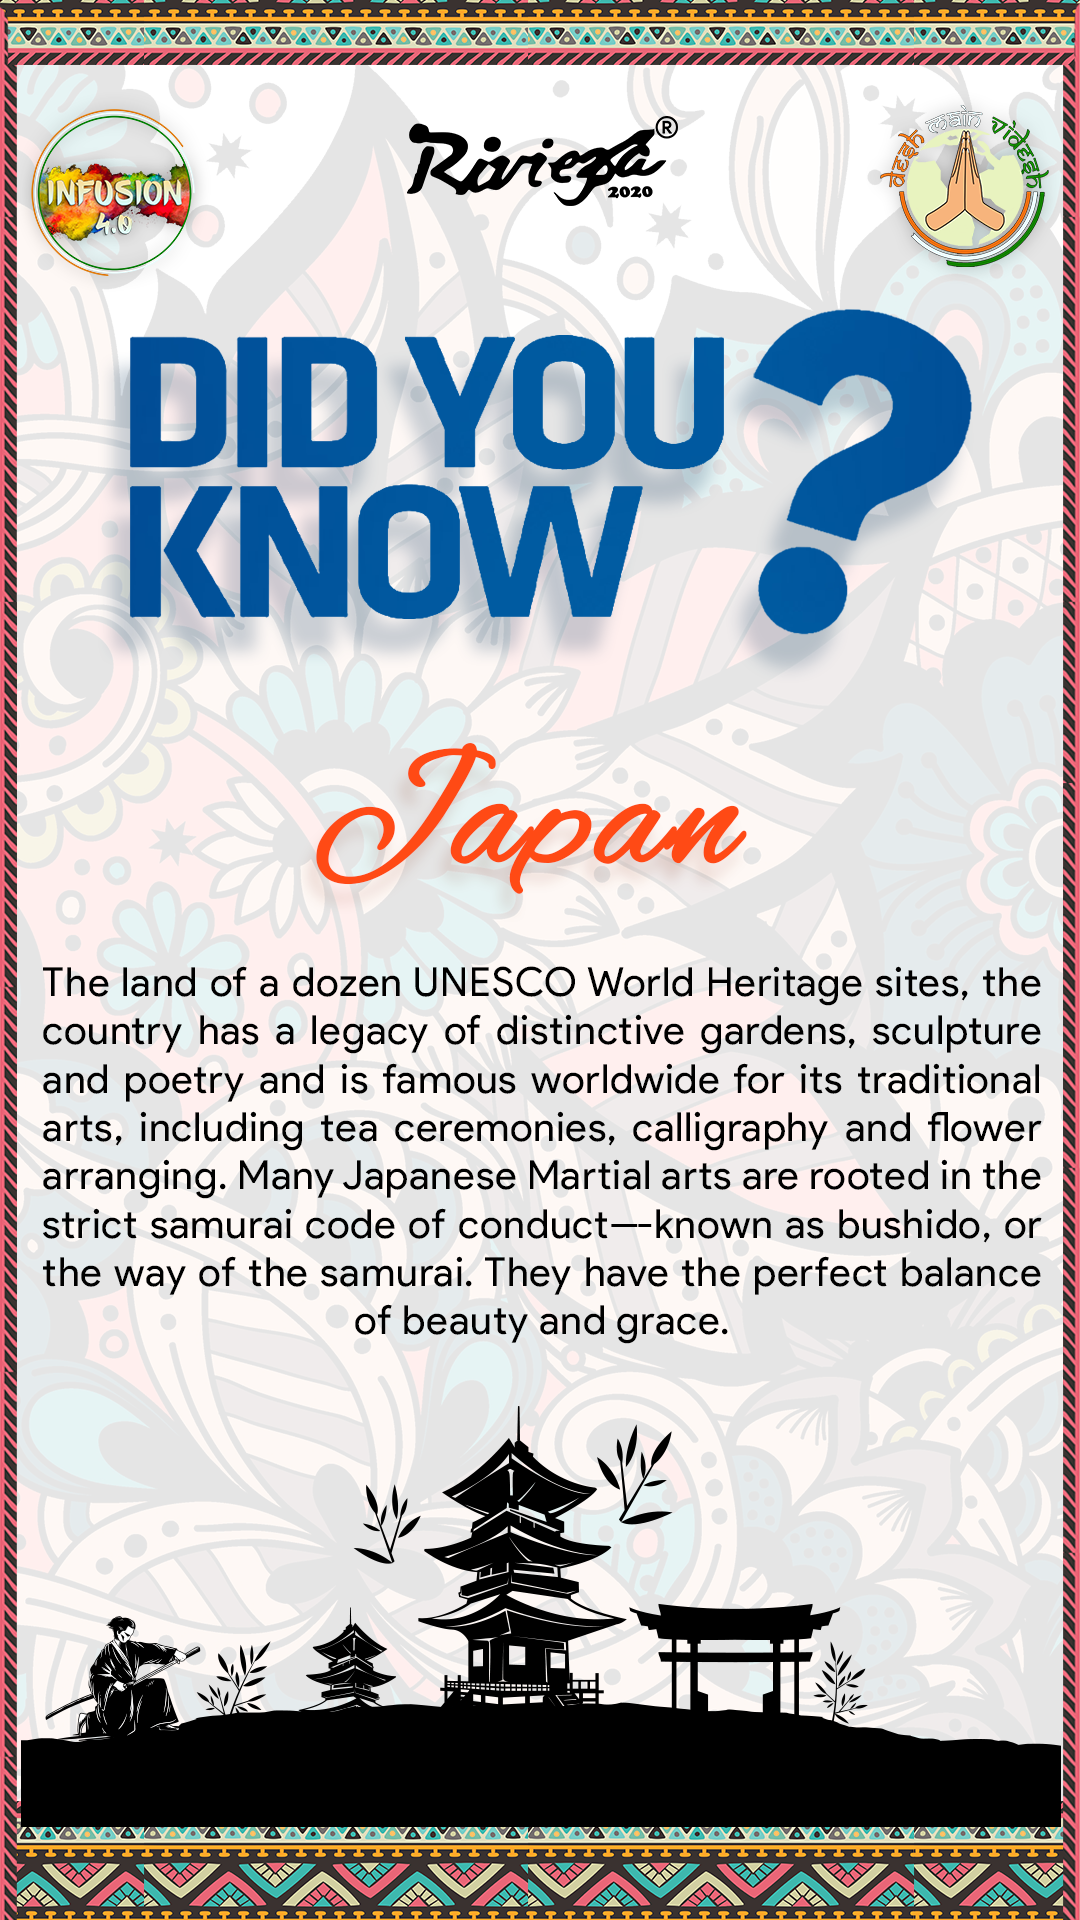 INFUSION
4.0
Riviera®
2020
desh main videsh
DID YOU
KNOW ?
Japan
The land of a dozen UNESCO World Heritage sites, the
country has a legacy of distinctive gardens, sculpture
and poetry and is famous worldwide for its traditional
arts, including tea ceremonies, calligraphy and flower
arranging. Many Japanese Martial arts are rooted in the
strict samurai code of conduct—-known as bushido, or
the way of the samurai. They have the perfect balance
of beauty and grace.